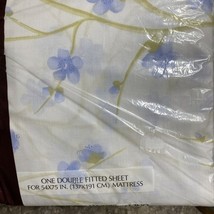 ONE DOUBLE FITTED SHEET
FOR 54X75 IN. (137X191 CM) MATTRESS